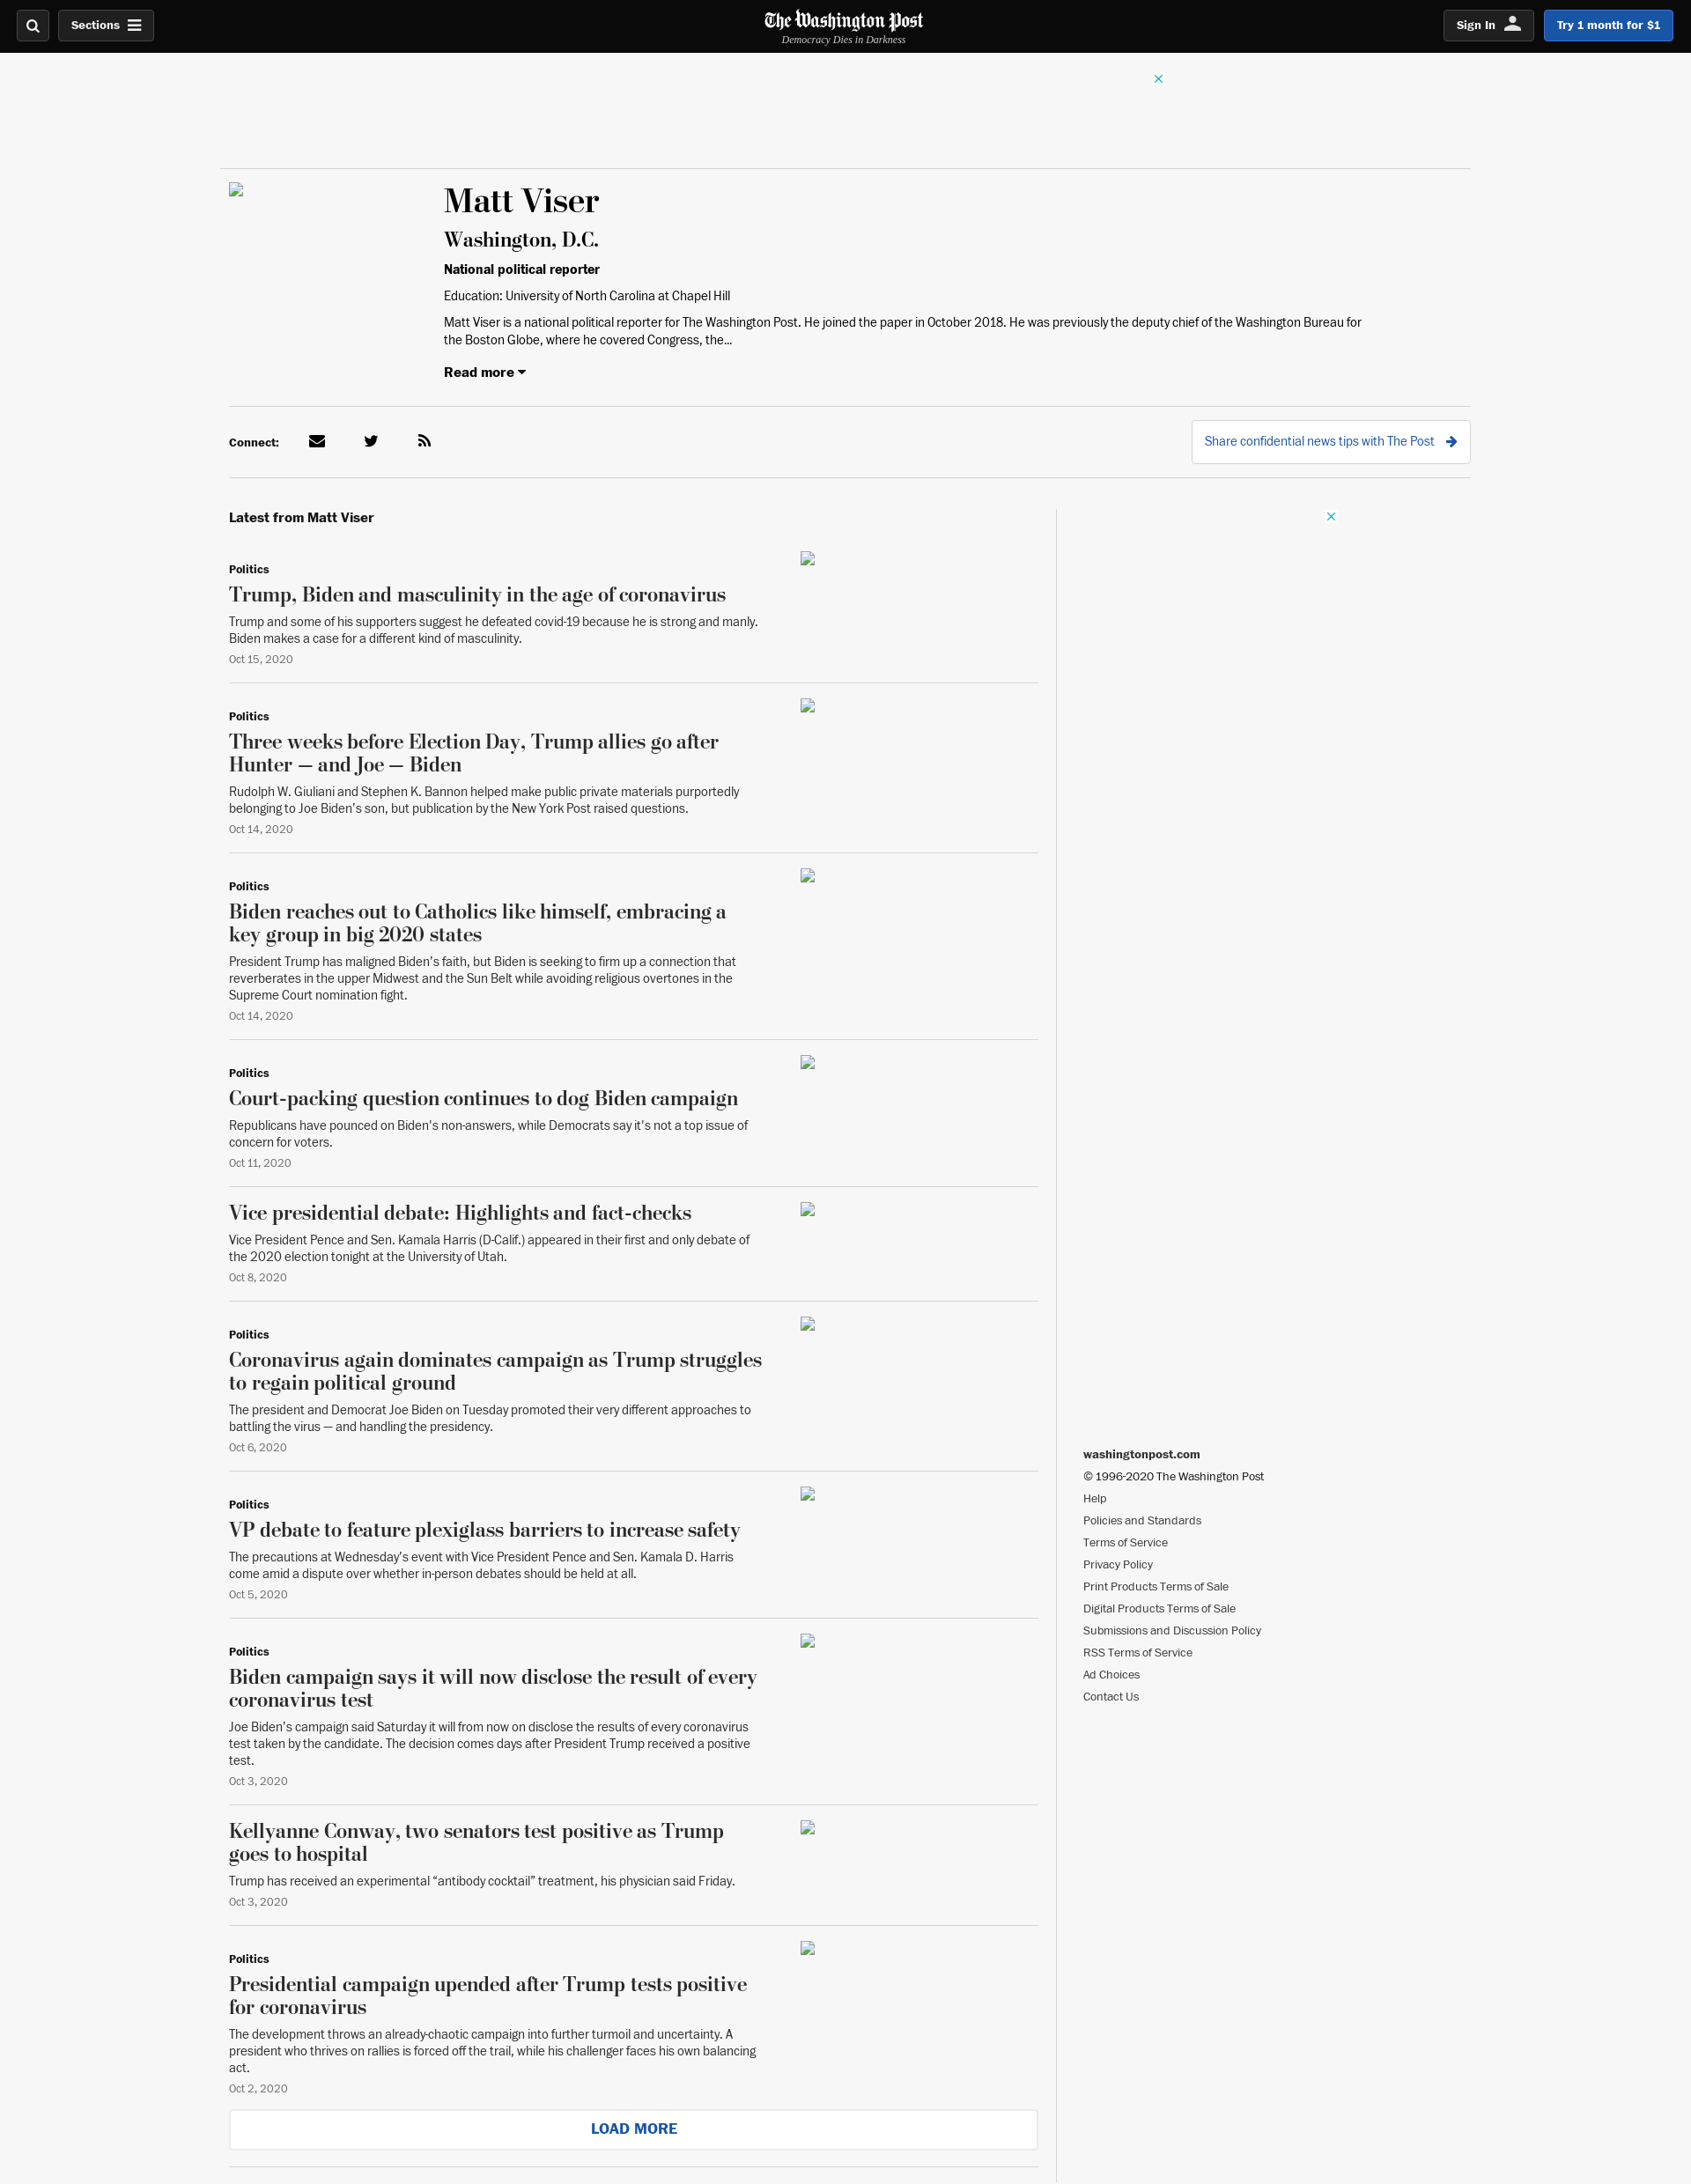 Sections
The Washington Post
Democracy Dies in Darkness
Sign In
Try 1 month for $1
Matt Viser
Washington, D.C.
National political reporter
Education: University of North Carolina at Chapel Hill
Matt Viser is a national political reporter for The Washington Post. He joined the paper in October 2018. He was previously the deputy chief of the Washington Bureau for
the Boston Globe, where he covered Congress, the...
Read more
Connect:
Share confidential news tips with The Post
Latest from Matt Viser
Politics
Trump, Biden and masculinity in the age of coronavirus
Trump and some of his supporters suggest he defeated covid-19 because he is strong and manly.
Biden makes a case for a different kind of masculinity.
Oct 15, 2020
Politics
Three weeks before Election Day, Trump allies go after
Hunter — and Joe — Biden
Rudolph W. Giuliani and Stephen K. Bannon helped make public private materials purportedly
belonging to Joe Biden’s son, but publication by the New York Post raised questions.
Oct 14, 2020
Politics
Biden reaches out to Catholics like himself, embracing a
key group in big 2020 states
President Trump has maligned Biden’s faith, but Biden is seeking to firm up a connection that
reverberates in the upper Midwest and the Sun Belt while avoiding religious overtones in the
Supreme Court nomination fight.
Oct 14, 2020
Politics
Court-packing question continues to dog Biden campaign
Republicans have pounced on Biden's non-answers, while Democrats say it's not a top issue of
concern for voters.
Oct 11, 2020
Vice presidential debate: Highlights and fact-checks
Vice President Pence and Sen. Kamala Harris (D-Calif.) appeared in their first and only debate of
the 2020 election tonight at the University of Utah.
Oct 8, 2020
Politics
Coronavirus again dominates campaign as Trump struggles
to regain political ground
The president and Democrat Joe Biden on Tuesday promoted their very different approaches to
battling the virus — and handling the presidency.
Oct 6, 2020
Politics
VP debate to feature plexiglass barriers to increase safety
The precautions at Wednesday’s event with Vice President Pence and Sen. Kamala D. Harris
come amid a dispute over whether in-person debates should be held at all.
Oct 5, 2020
Politics
Biden campaign says it will now disclose the result of every
coronavirus test
Joe Biden’s campaign said Saturday it will from now on disclose the results of every coronavirus
test taken by the candidate. The decision comes days after President Trump received a positive
test.
Oct 3, 2020
Kellyanne Conway, two senators test positive as Trump
goes to hospital
Trump has received an experimental “antibody cocktail” treatment, his physician said Friday.
Oct 3, 2020
Politics
Presidential campaign upended after Trump tests positive
for coronavirus
The development throws an already-chaotic campaign into further turmoil and uncertainty. A
president who thrives on rallies is forced off the trail, while his challenger faces his own balancing
act.
Oct 2, 2020
LOAD MORE
washingtonpost.com
© 1996-2020 The Washington Post
Help
Policies and Standards
Terms of Service
Privacy Policy
Print Products Terms of Sale
Digital Products Terms of Sale
Submissions and Discussion Policy
RSS Terms of Service
Ad Choices
Contact Us